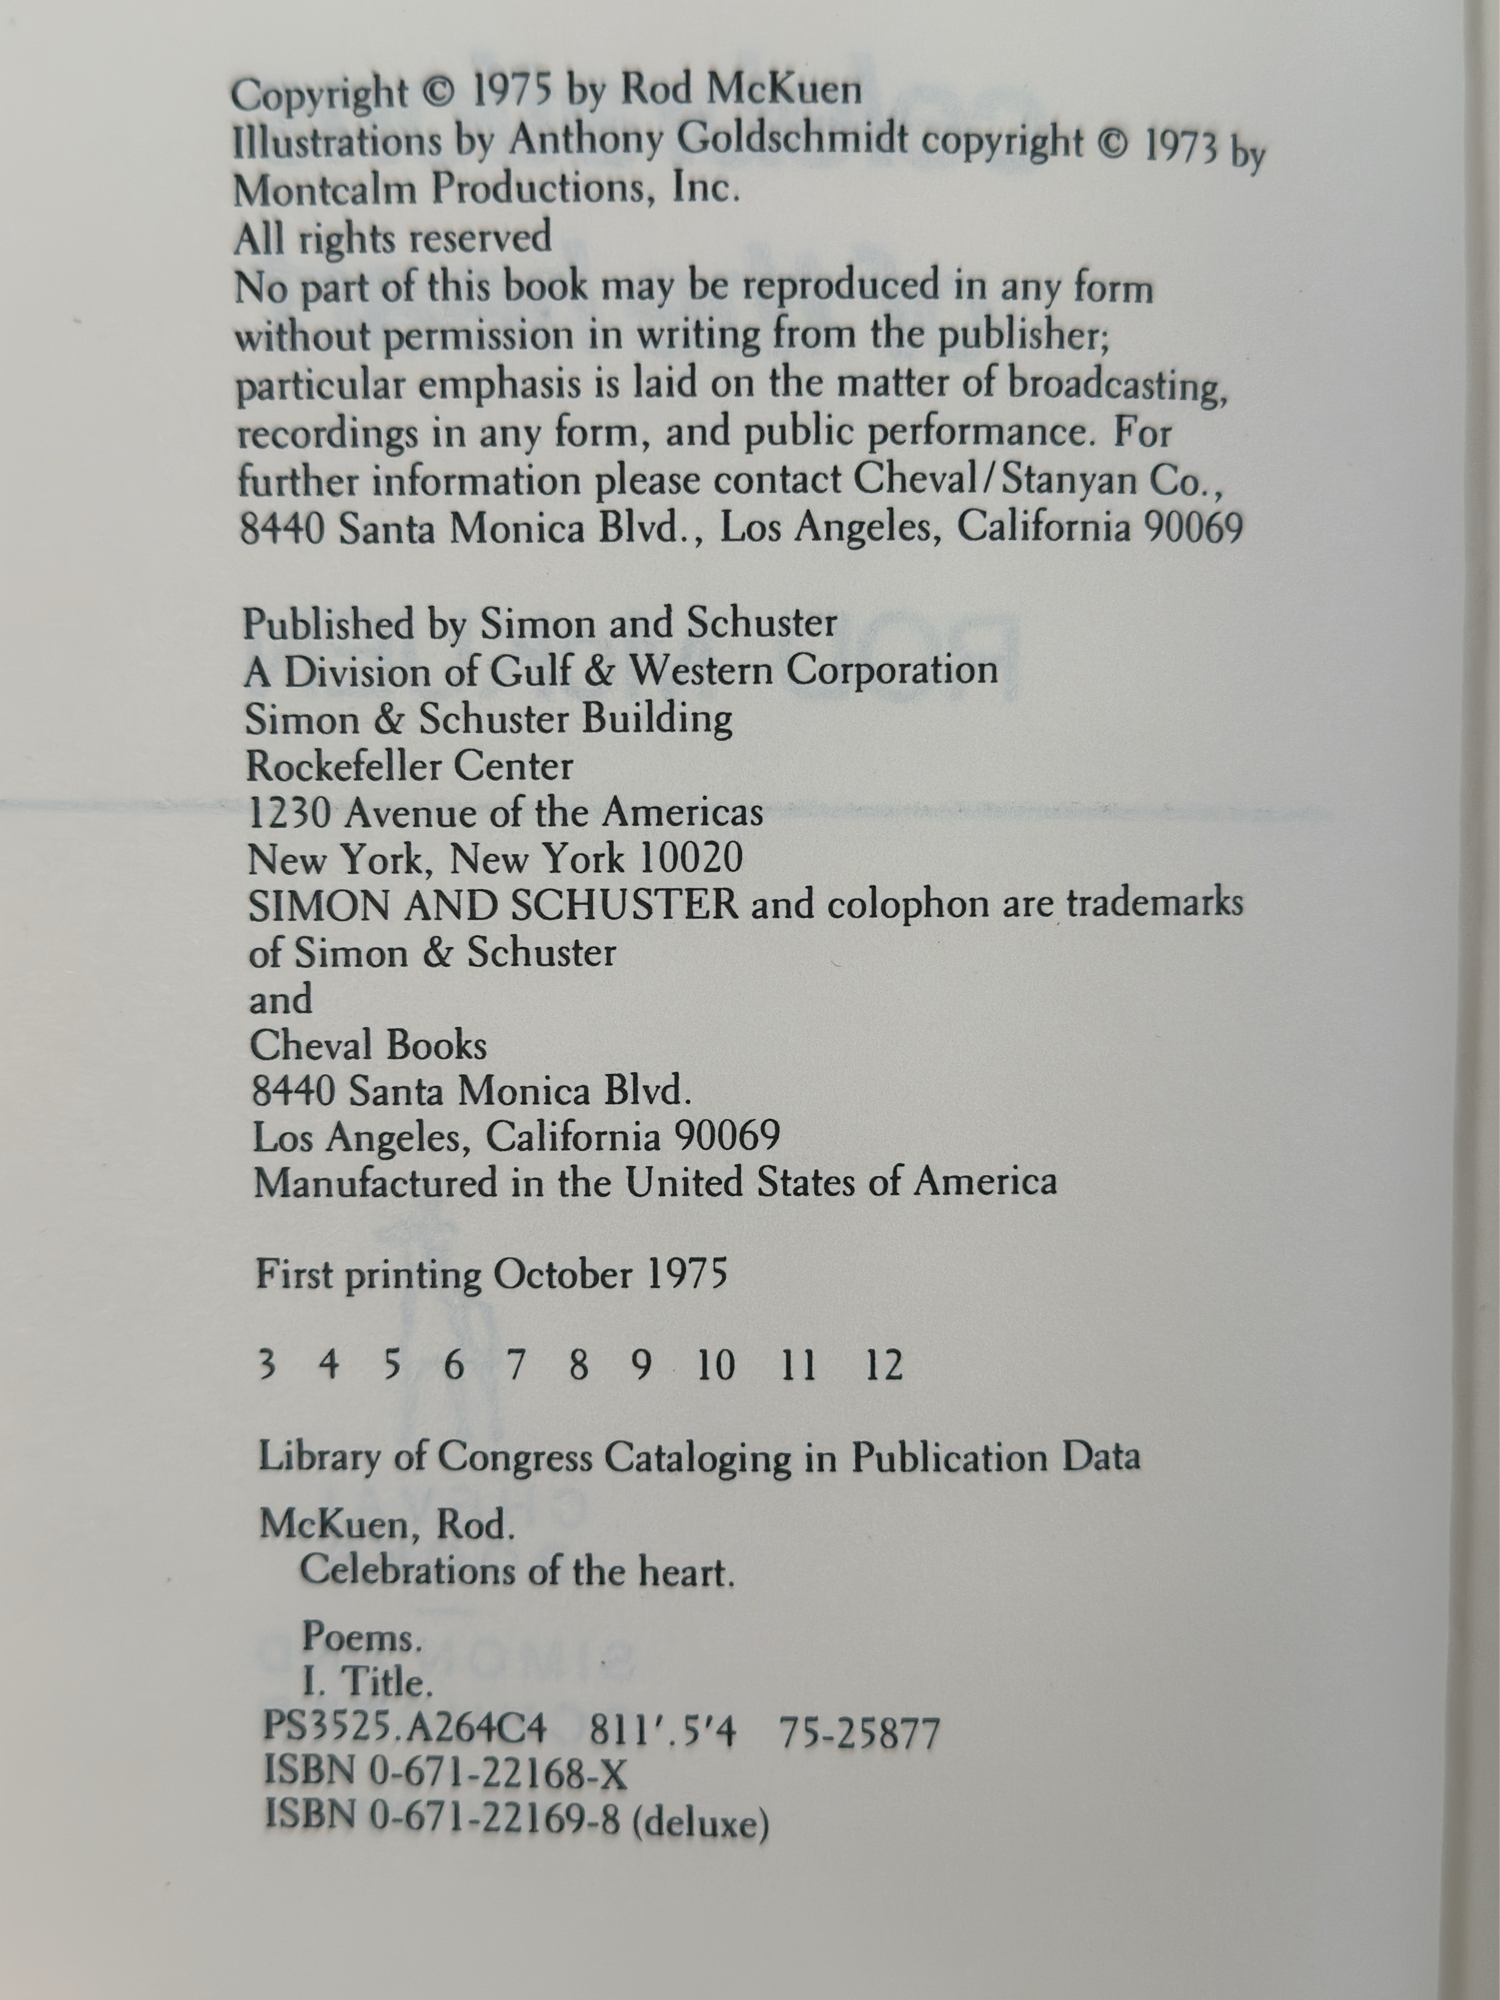 Copyright © 1975 by Rod McKuen
Illustrations by Anthony Goldschmidt copyright © 1973 by
Montcalm Productions, Inc.
All rights reserved
No part of this book may be reproduced in any form
without permission in writing from the publisher;
particular emphasis is laid on the matter of broadcasting,
recordings in any form, and public performance. For
further information please contact Cheval/Stanyan Co.,
8440 Santa Monica Blvd., Los Angeles, California 90069
Published by Simon and Schuster
A Division of Gulf & Western Corporation
Simon & Schuster Building
Rockefeller Center
1230 Avenue of the Americas
New York, New York 10020
SIMON AND SCHUSTER and colophon are trademarks
of Simon & Schuster
and
Cheval Books
8440 Santa Monica Blvd.
Los Angeles, California 90069
Manufactured in the United States of America
First printing October 1975
3 4 5 6 7 8 9 10 11 12
Library of Congress Cataloging in Publication Data
McKuen, Rod.
Celebrations of the heart.
Poems.
I. Title.
PS3525.A264C4 811'.5'4 75-25877
ISBN 0-671-22168-X
ISBN 0-671-22169-8 (deluxe)